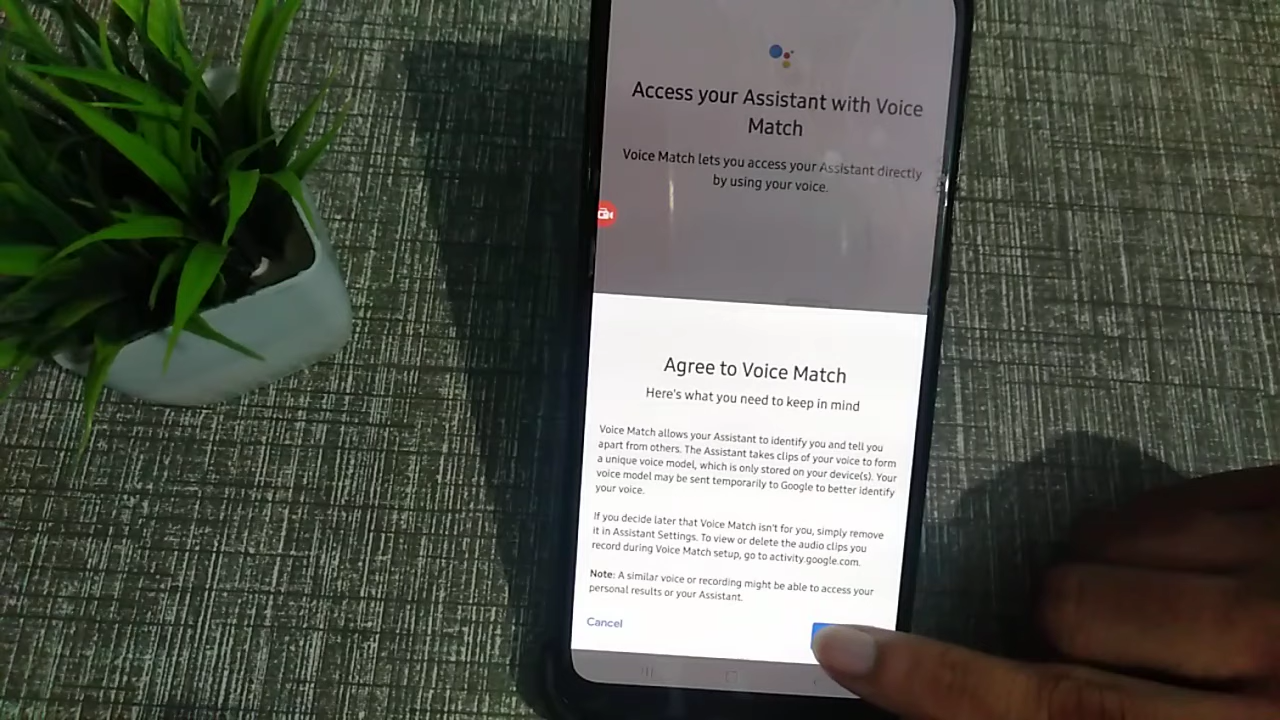 Access your Assistant with Voice
Match
Voice Match lets you access your Assistant directly
by using your voice.
Agree to Voice Match
Here's what you need to keep in mind
Voice Match allows your Assistant to identify you and tell you
apart from others. The Assistant takes clips of your voice to form
a unique voice model, which is only stored on your device(s). Your
voice model may be sent temporarily to Google to better identify
your voice.
If you decide later that Voice Match isn't for you, simply remove
it in Assistant Settings. To view or delete the audio clips you
record during Voice Match setup, go to activity.google.com.
Note: A similar voice or recording might be able to access your
personal results or your Assistant.
Cancel